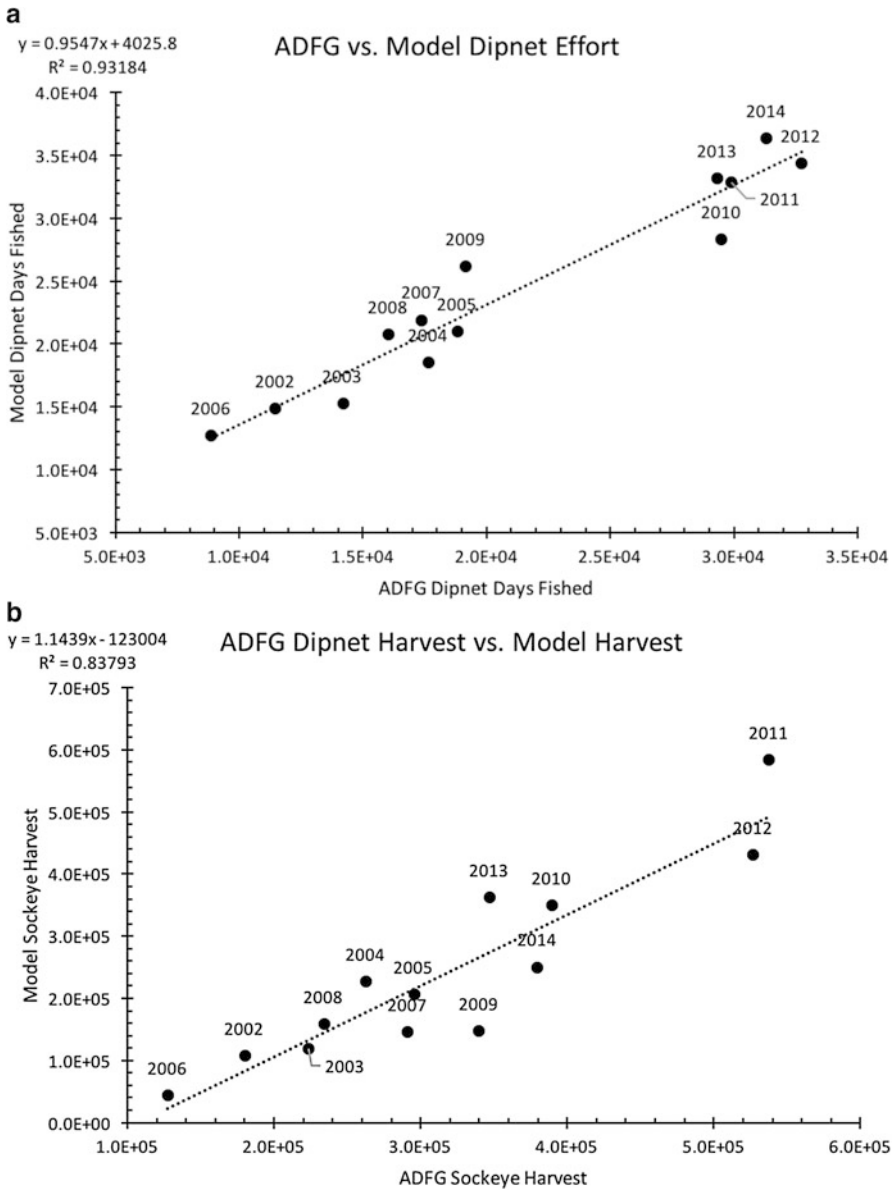 a
y = 0.9547x + 4025.8
R² = 0.93184
ADFG vs. Model Dipnet Effort
Model Dipnet Days Fished
4.0E+04
3.5E+04
3.0E+04
2.5E+04
2.0E+04
1.5E+04
1.0E+04
5.0E+03
2014
2012
2013
2011
2010
2009
2007
2008
2005
2004
2003
2002
2006
5.0E+03 1.0E+04 1.5E+04 2.0E+04 2.5E+04 3.0E+04 3.5E+04
ADFG Dipnet Days Fished
b
y = 1.1439x - 123004
R² = 0.83793
ADFG Dipnet Harvest vs. Model Harvest
Model Sockeye Harvest
7.0E+05
6.0E+05
5.0E+05
4.0E+05
3.0E+05
2.0E+05
1.0E+05
0.0E+00
2011
2012
2013
2010
2014
2004
2005
2008
2007
2009
2002
2003
2006
1.0E+05 2.0E+05 3.0E+05 4.0E+05 5.0E+05 6.0E+05
ADFG Sockeye Harvest